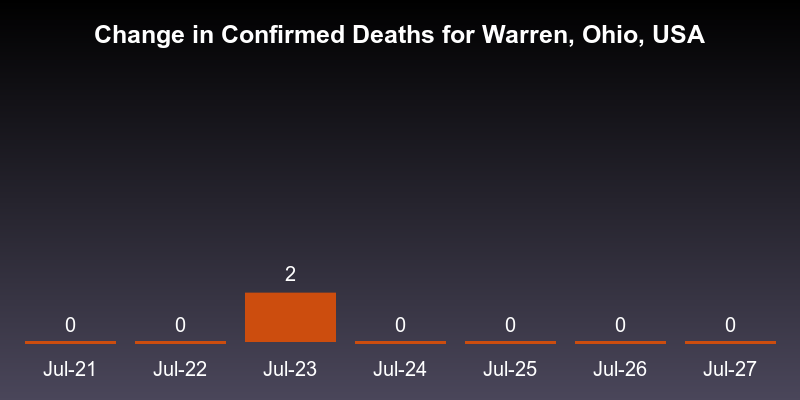 Change in Confirmed Deaths for Warren, Ohio, USA
0 0 2 0 0 0 0
Jul-21 Jul-22 Jul-23 Jul-24 Jul-25 Jul-26 Jul-27